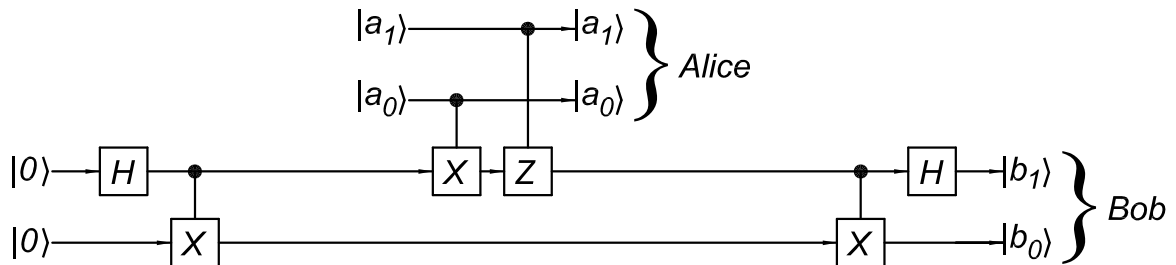 |a₁⟩ |a₁⟩
Alice
|a₀⟩ |a₀⟩
|0⟩ H X Z H |b₁⟩
Bob
|0⟩ X X |b₀⟩